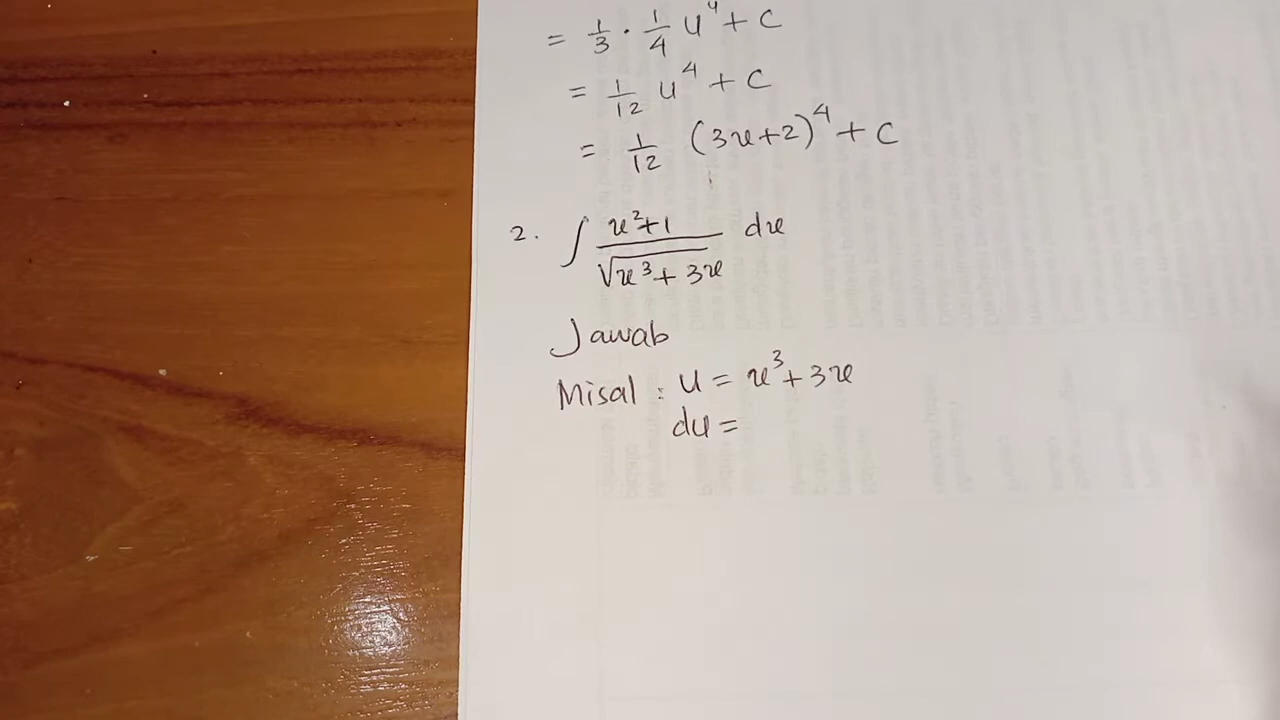 = 1/3 · 1/4 u⁴ + C
= 1/12 u⁴ + C
= 1/12 (3x+2)⁴ + C
2. ∫ x²+1 / √x³+3x dx
Jawab
Misal : u = x³+3x
du =